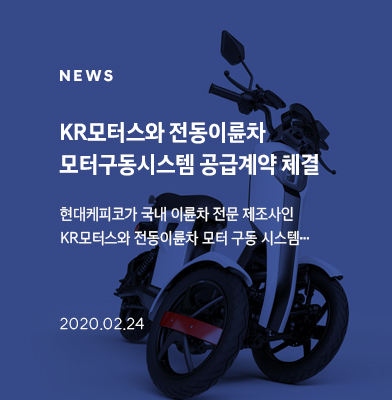 NEWS
KR모터스와 전동이륜차
모터구동시스템 공급계약 체결
현대케피코가 국내 이륜차 전문 제조사인
KR모터스와 전동이륜차 모터 구동 시스템…
2020.02.24